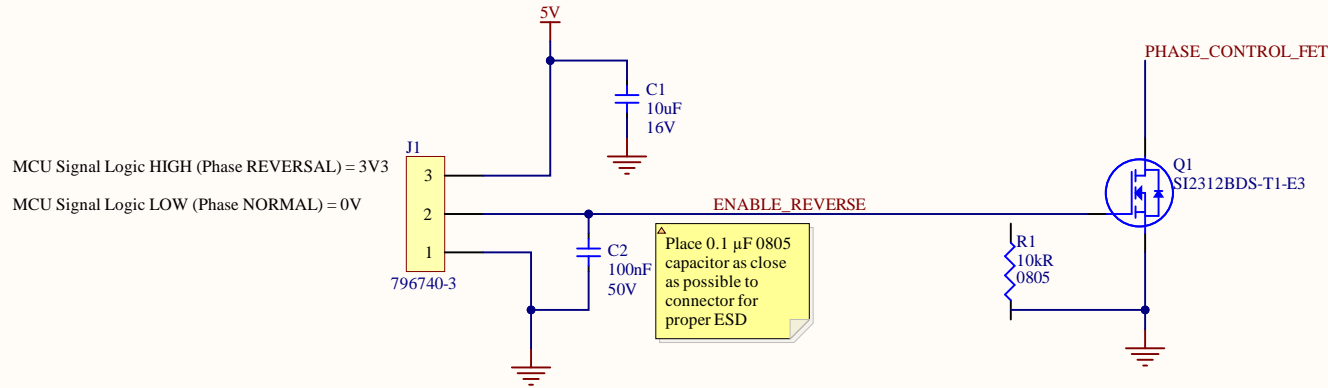 5V
PHASE_CONTROL_FET
C1
10uF
16V
J1
MCU Signal Logic HIGH (Phase REVERSAL) = 3V3
3
Q1
SI2312BDS-T1-E3
MCU Signal Logic LOW (Phase NORMAL) = 0V
2
ENABLE_REVERSE
1
C2
100nF
50V
Place 0.1 µF 0805
capacitor as close
as possible to
connector for
proper ESD
R1
10kR
0805
796740-3